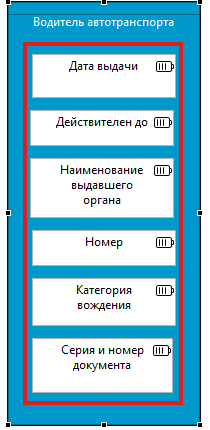 Водитель автотранспорта
Дата выдачи
Действителен до
Наименование
выдавшего
органа
Номер
Категория
вождения
Серия и номер
документа